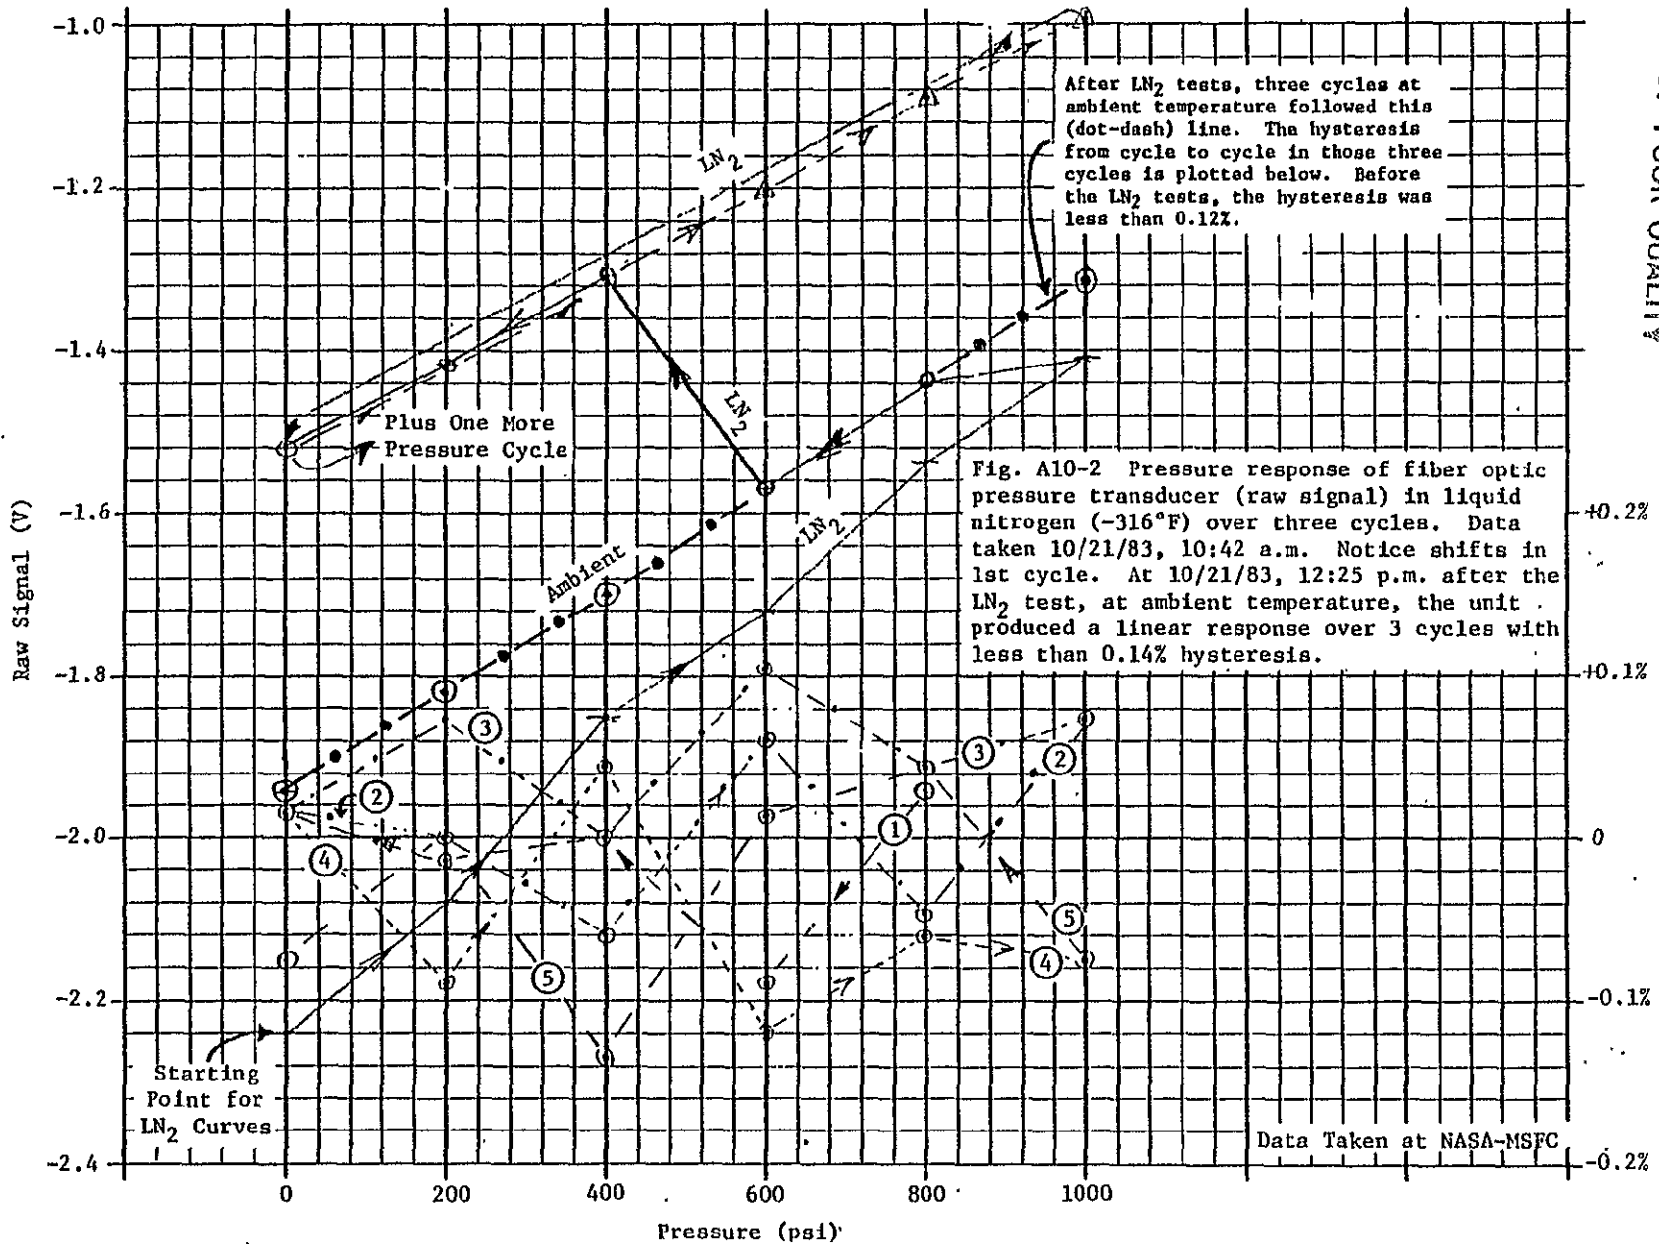 -1.0
-1.2
-1.4
-1.6
-1.8
-2.0
-2.2
-2.4
Raw Signal (V)
0
200
400
600
800
1000
Pressure (psi)
+0.2%
+0.1%
0
-0.1%
-0.2%
After LN2 tests, three cycles at
ambient temperature followed this
(dot-dash) line. The hysteresis
from cycle to cycle in those three
cycles is plotted below. Before
the LN2 tests, the hysteresis was
less than 0.12%.
LN2
LN2
LN2
Plus One More
Pressure Cycle
Ambient
Fig. A10-2 Pressure response of fiber optic
pressure transducer (raw signal) in liquid
nitrogen (-316°F) over three cycles. Data
taken 10/21/83, 10:42 a.m. Notice shifts in
1st cycle. At 10/21/83, 12:25 p.m. after the
LN2 test, at ambient temperature, the unit
produced a linear response over 3 cycles with
less than 0.14% hysteresis.
3
2
4
5
1
3
2
5
4
Starting
Point for
LN2 Curves
Data Taken at NASA-MSFC
POOR QUALITY